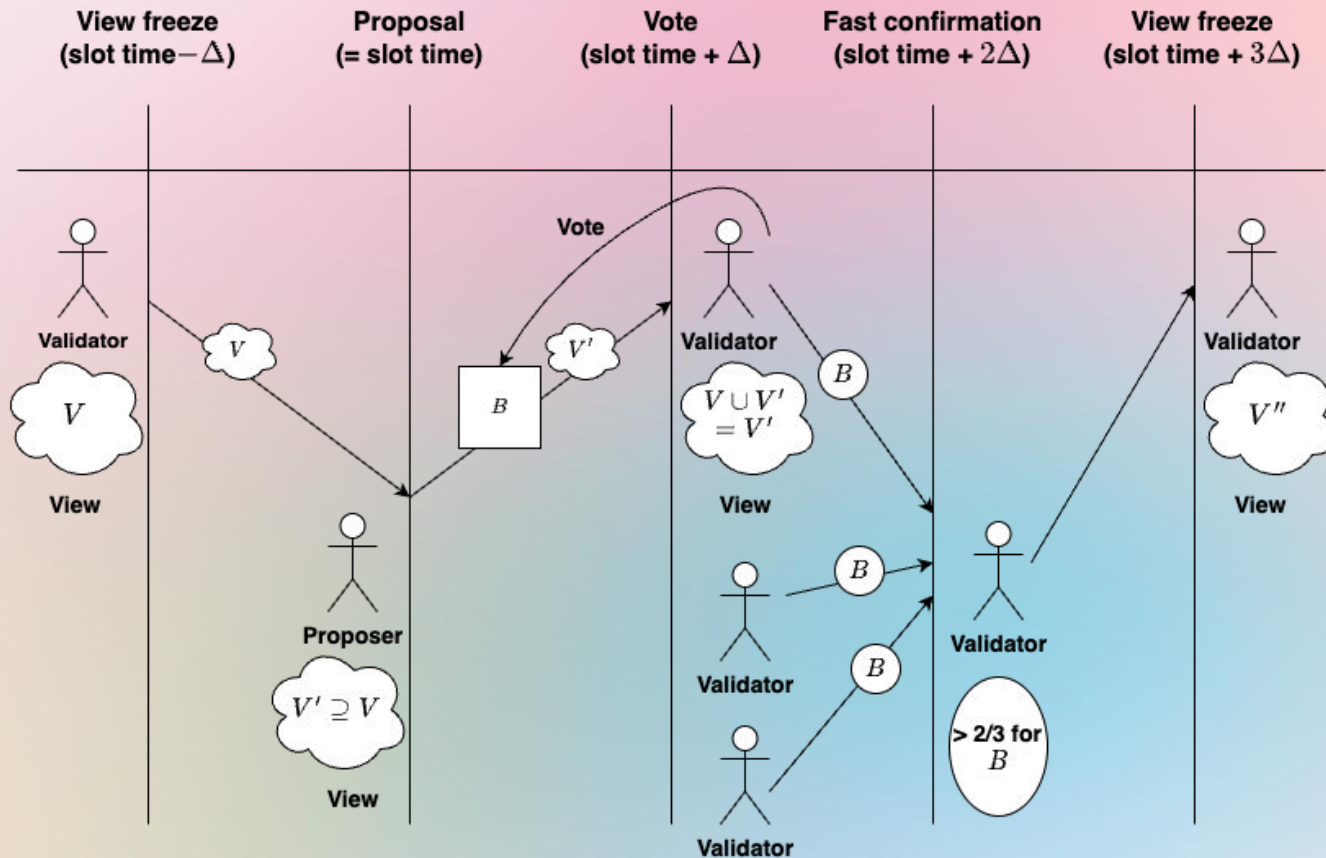 View freeze
(slot time−Δ)
Proposal
(= slot time)
Vote
(slot time + Δ)
Fast confirmation
(slot time + 2Δ)
View freeze
(slot time + 3Δ)
Validator
V
View
V
Proposer
V′ ⊇ V
View
Vote
B
V′
Validator
V ∪ V′
= V′
View
B
Validator
B
Validator
B
Validator
> 2/3 for
B
Validator
V″
View